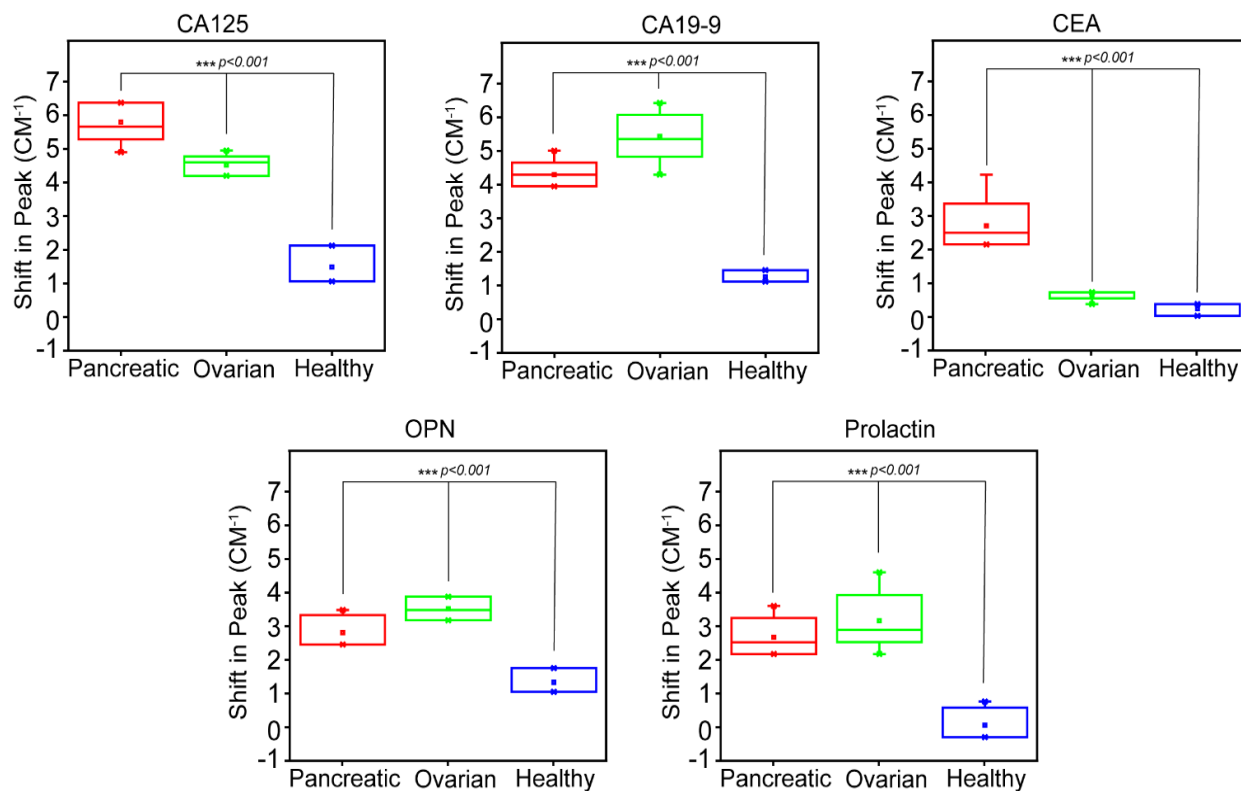 CA125
*** p<0.001
Shift in Peak (CM⁻¹)
7
6
5
4
3
2
1
0
-1
Pancreatic Ovarian Healthy
CA19-9
*** p<0.001
Shift in Peak (CM⁻¹)
7
6
5
4
3
2
1
0
-1
Pancreatic Ovarian Healthy
CEA
*** p<0.001
Shift in Peak (CM⁻¹)
7
6
5
4
3
2
1
0
-1
Pancreatic Ovarian Healthy
OPN
*** p<0.001
Shift in Peak (CM⁻¹)
7
6
5
4
3
2
1
0
-1
Pancreatic Ovarian Healthy
Prolactin
*** p<0.001
Shift in Peak (CM⁻¹)
7
6
5
4
3
2
1
0
-1
Pancreatic Ovarian Healthy